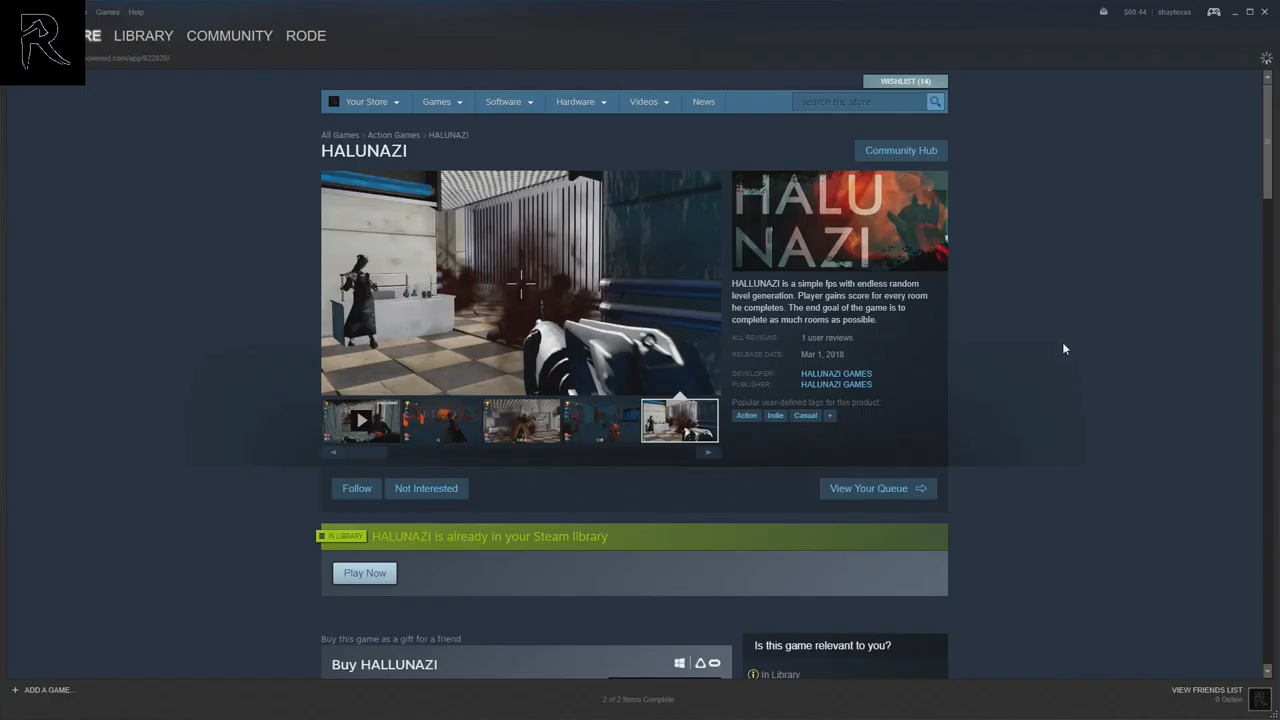 Games Help
$60.44 shaytexas
RE LIBRARY COMMUNITY RODE
powered.com/app/622820/
WISHLIST (14)
Your Store Games Software Hardware Videos News search the store
All Games > Action Games > HALUNAZI
HALUNAZI
Community Hub
HALU
NAZI
HALLUNAZI is a simple fps with endless random
level generation. Player gains score for every room
he completes. The end goal of the game is to
complete as much rooms as possible.
ALL REVIEWS: 1 user reviews
RELEASE DATE: Mar 1, 2018
DEVELOPER: HALUNAZI GAMES
PUBLISHER: HALUNAZI GAMES
Popular user-defined tags for this product:
Action Indie Casual +
Follow Not Interested View Your Queue
IN LIBRARY HALUNAZI is already in your Steam library
Play Now
Buy this game as a gift for a friend
Buy HALLUNAZI
Is this game relevant to you?
In Library
+ ADD A GAME...
2 of 2 Items Complete
VIEW FRIENDS LIST
0 Online